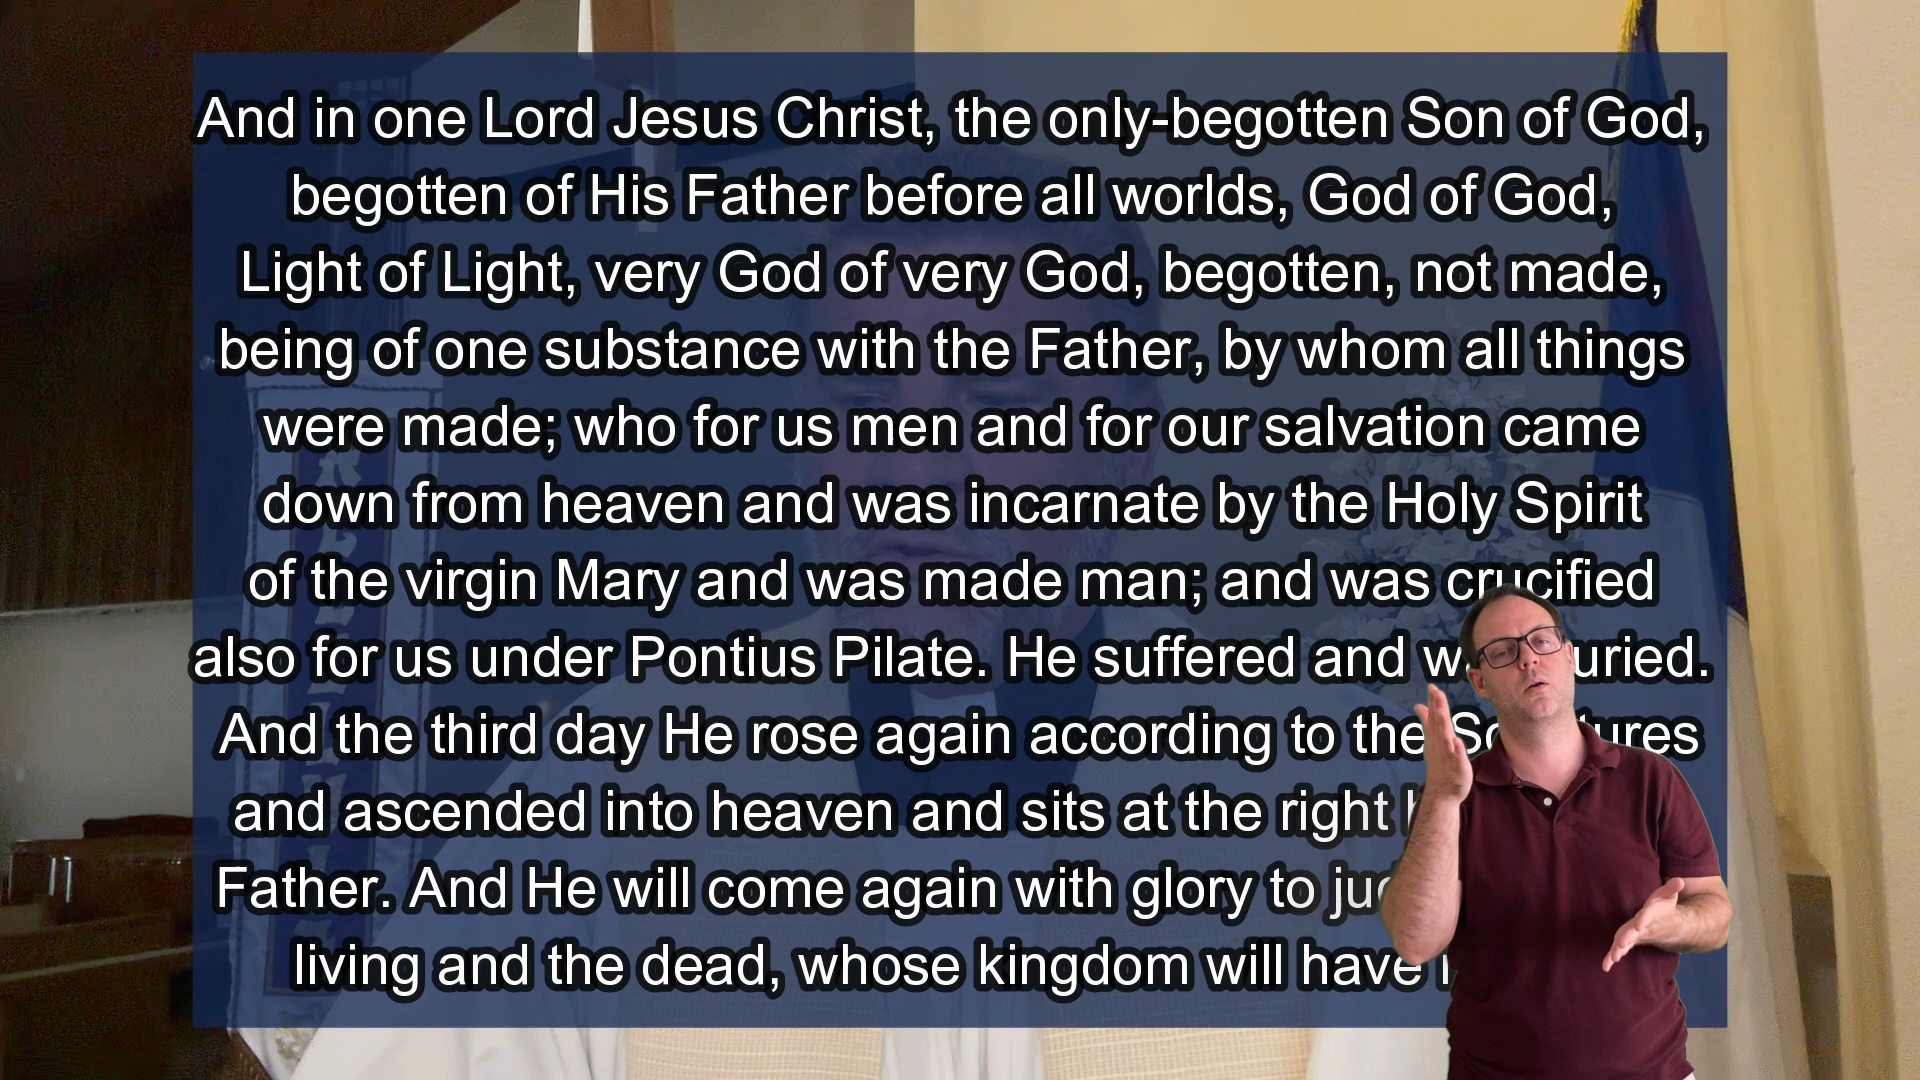 And in one Lord Jesus Christ, the only-begotten Son of God,
begotten of His Father before all worlds, God of God,
Light of Light, very God of very God, begotten, not made,
being of one substance with the Father, by whom all things
were made; who for us men and for our salvation came
down from heaven and was incarnate by the Holy Spirit
of the virgin Mary and was made man; and was crucified
also for us under Pontius Pilate. He suffered and
And the third day He rose again according to the
and ascended into heaven and sits at the right
Father. And He will come again with glory to
living and the dead, whose kingdom will have